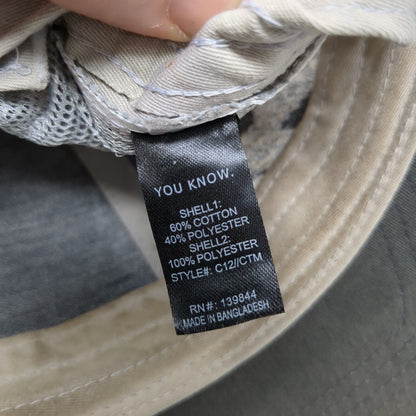 YOU KNOW.
SHELL1:
60% COTTON
40% POLYESTER
SHELL2:
100% POLYESTER
STYLE#: C12//CTM
RN#: 139844
MADE IN BANGLADESH